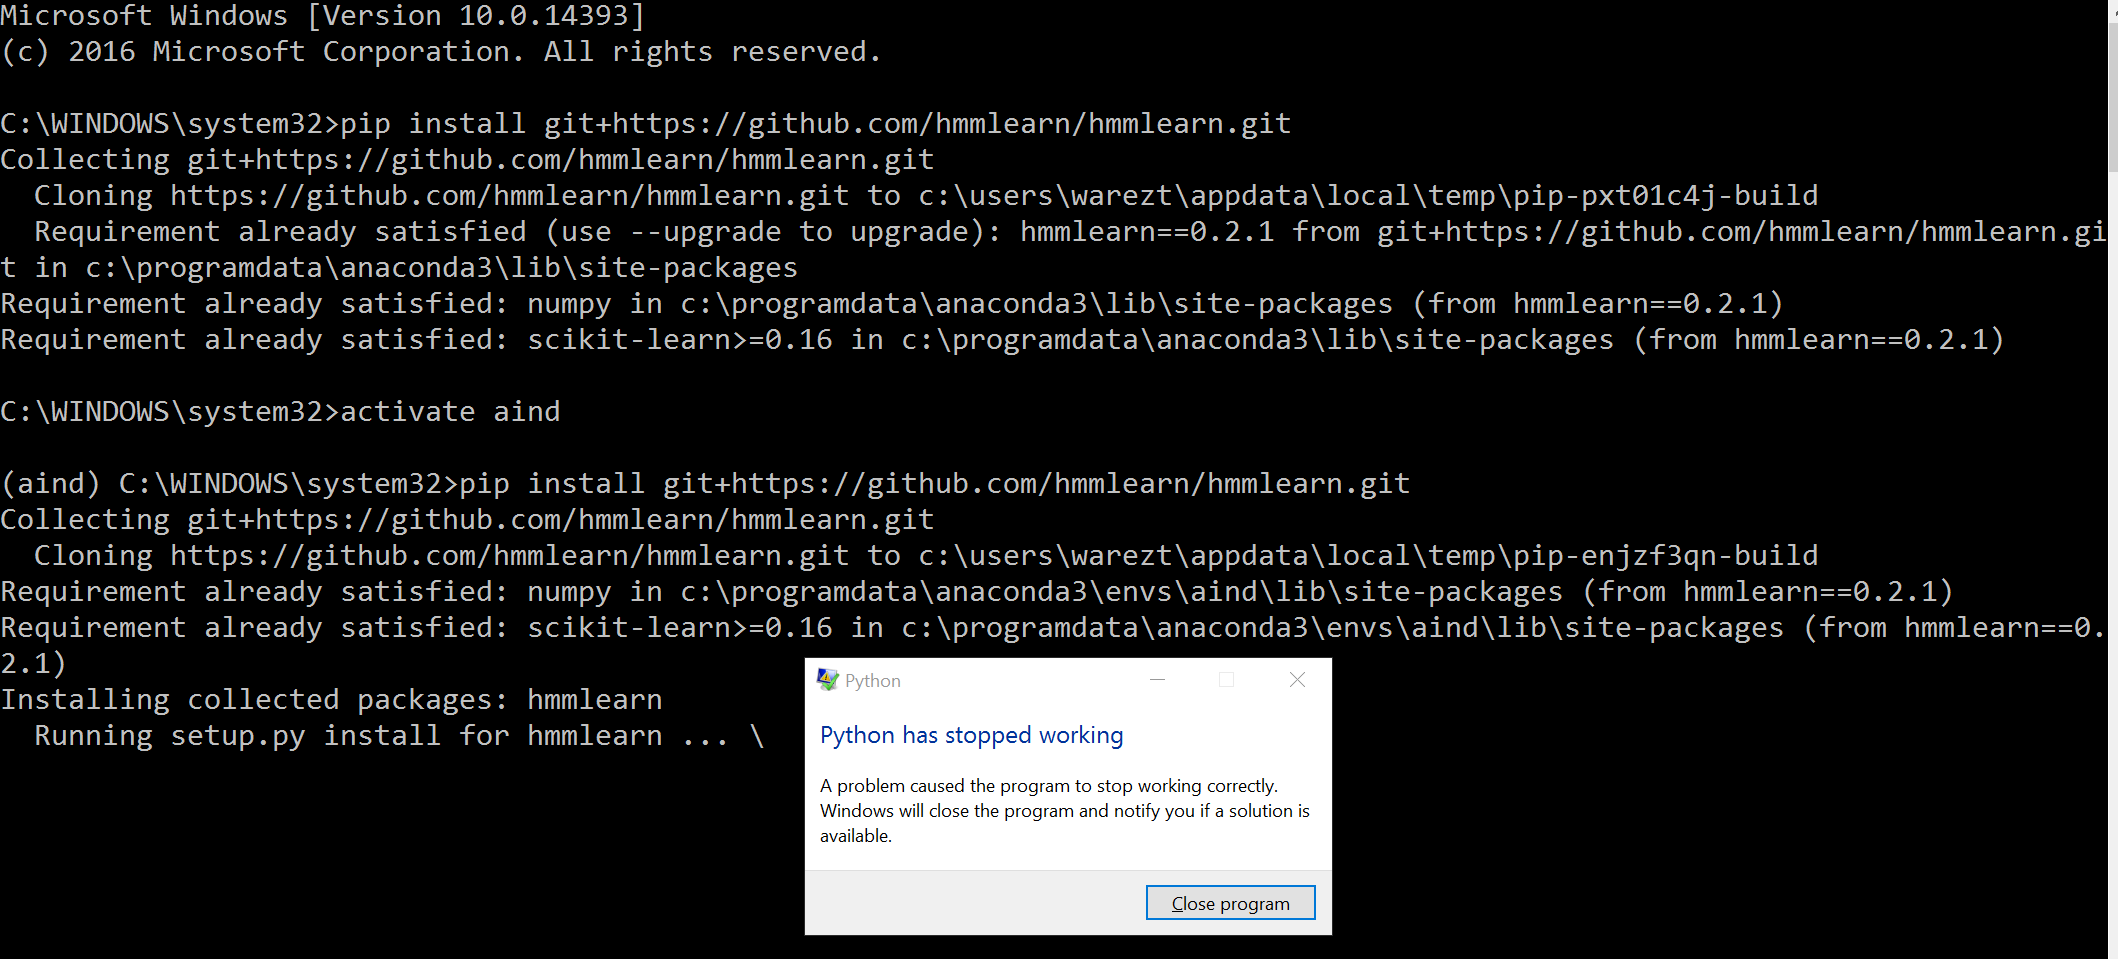 Microsoft Windows [Version 10.0.14393]
(c) 2016 Microsoft Corporation. All rights reserved.
C:\WINDOWS\system32>pip install git+https://github.com/hmmlearn/hmmlearn.git
Collecting git+https://github.com/hmmlearn/hmmlearn.git
  Cloning https://github.com/hmmlearn/hmmlearn.git to c:\users\warezt\appdata\local\temp\pip-pxt01c4j-build
  Requirement already satisfied (use --upgrade to upgrade): hmmlearn==0.2.1 from git+https://github.com/hmmlearn/hmmlearn.gi
t in c:\programdata\anaconda3\lib\site-packages
Requirement already satisfied: numpy in c:\programdata\anaconda3\lib\site-packages (from hmmlearn==0.2.1)
Requirement already satisfied: scikit-learn>=0.16 in c:\programdata\anaconda3\lib\site-packages (from hmmlearn==0.2.1)
C:\WINDOWS\system32>activate aind
(aind) C:\WINDOWS\system32>pip install git+https://github.com/hmmlearn/hmmlearn.git
Collecting git+https://github.com/hmmlearn/hmmlearn.git
  Cloning https://github.com/hmmlearn/hmmlearn.git to c:\users\warezt\appdata\local\temp\pip-enjzf3qn-build
Requirement already satisfied: numpy in c:\programdata\anaconda3\envs\aind\lib\site-packages (from hmmlearn==0.2.1)
Requirement already satisfied: scikit-learn>=0.16 in c:\programdata\anaconda3\envs\aind\lib\site-packages (from hmmlearn==0.
2.1)
Installing collected packages: hmmlearn
  Running setup.py install for hmmlearn ... \
Python
Python has stopped working
A problem caused the program to stop working correctly.
Windows will close the program and notify you if a solution is
available.
Close program